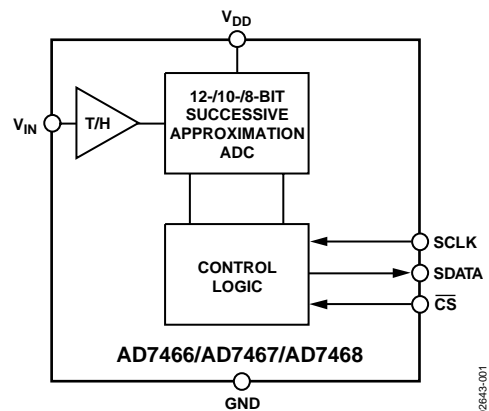 VDD
12-/10-/8-BIT
SUCCESSIVE
APPROXIMATION
ADC
T/H
VIN
CONTROL
LOGIC
SCLK
SDATA
CS
AD7466/AD7467/AD7468
GND
2643-001